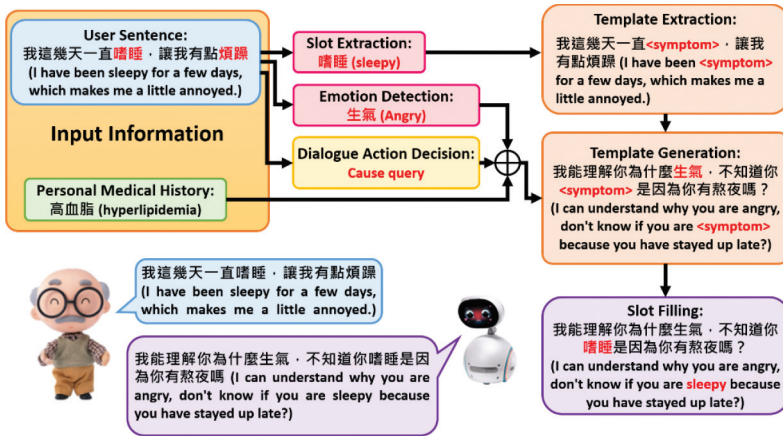 User Sentence:
我這幾天一直嗜睡，讓我有點煩躁
(I have been sleepy for a few days,
which makes me a little annoyed.)
Input Information
Personal Medical History:
高血脂 (hyperlipidemia)
Slot Extraction:
嗜睡 (sleepy)
Emotion Detection:
生氣 (Angry)
Dialogue Action Decision:
Cause query
Template Extraction:
我這幾天一直<symptom>，讓我
有點煩躁 (I have been <symptom>
for a few days, which makes me a
little annoyed.)
Template Generation:
我能理解你為什麼生氣，不知道你
<symptom> 是因為你有熬夜嗎？
(I can understand why you are angry,
don't know if you are <symptom>
because you have stayed up late?)
Slot Filling:
我能理解你為什麼生氣，不知道你
嗜睡是因為你有熬夜嗎？
(I can understand why you are angry,
don't know if you are sleepy because
you have stayed up late?)
我這幾天一直嗜睡，讓我有點煩躁
(I have been sleepy for a few days,
which makes me a little annoyed.)
我能理解你為什麼生氣，不知道你嗜睡是因
為你有熬夜嗎 (I can understand why you are
angry, don't know if you are sleepy because
you have stayed up late?)